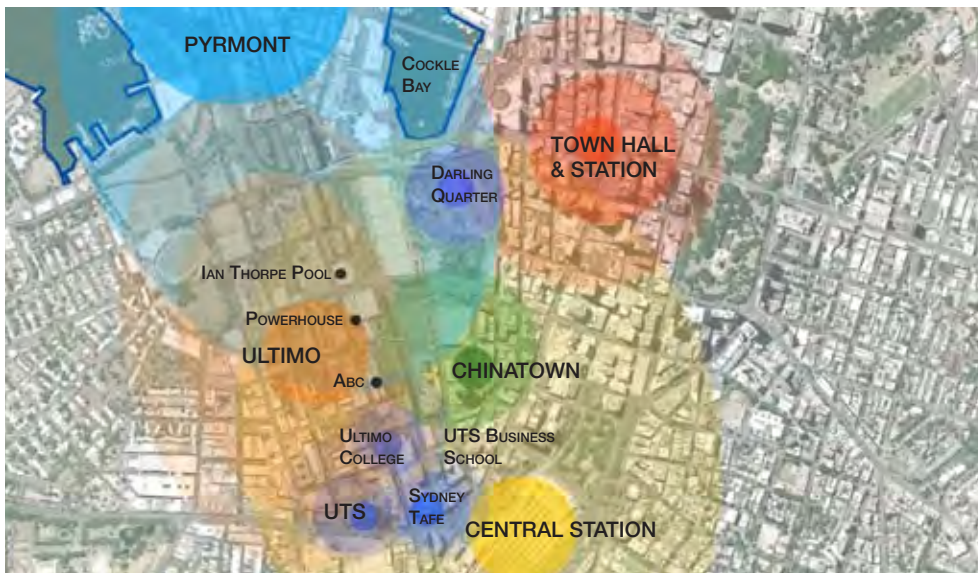 PYRMONT
COCKLE
BAY
TOWN HALL
& STATION
DARLING
QUARTER
IAN THORPE POOL
POWERHOUSE
ULTIMO
CHINATOWN
ABC
ULTIMO
COLLEGE
UTS BUSINESS
SCHOOL
SYDNEY
TAFE
UTS
CENTRAL STATION